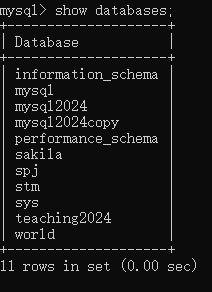 mysql> show databases;
+--------------------+
| Database           |
+--------------------+
| information_schema |
| mysql              |
| mysql2024          |
| mysql2024copy      |
| performance_schema |
| sakila             |
| spj                |
| stm                |
| sys                |
| teaching2024       |
| world              |
+--------------------+
11 rows in set (0.00 sec)